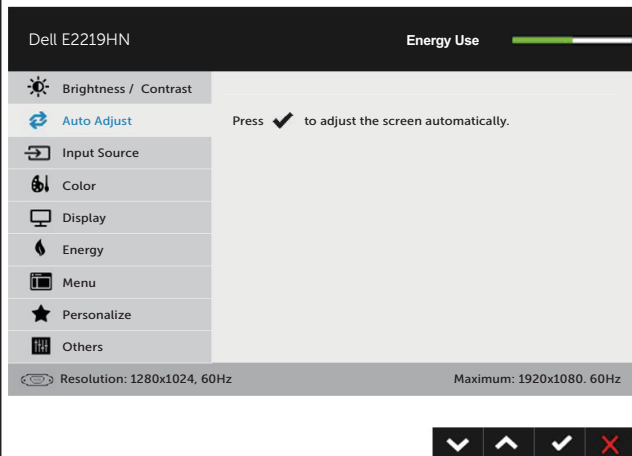 Dell E2219HN
Energy Use
Brightness / Contrast
Auto Adjust
Press ✔ to adjust the screen automatically.
Input Source
Color
Display
Energy
Menu
Personalize
Others
Resolution: 1280x1024, 60Hz
Maximum: 1920x1080. 60Hz